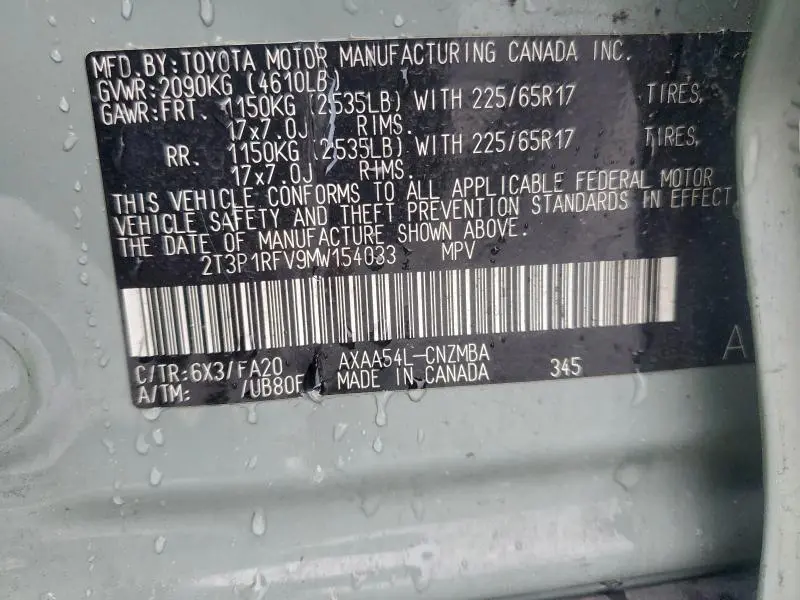 MFD. BY: TOYOTA MOTOR MANUFACTURING CANADA INC.
GVWR: 2090KG (4610LB)
GAWR: FRT. 1150KG (2535LB) WITH 225/65R17 TIRES,
17x7.0J RIMS.
RR. 1150KG (2535LB) WITH 225/65R17 TIRES,
17x7.0J RIMS.
THIS VEHICLE CONFORMS TO ALL APPLICABLE FEDERAL MOTOR
VEHICLE SAFETY AND THEFT PREVENTION STANDARDS IN EFFECT
THE DATE OF MANUFACTURE SHOWN ABOVE.
2T3P1RFV9MW154033 MPV
C/TR: 6X3/FA20 AXAA54L-CNZMBA A
A/TM: /UB80F MADE IN CANADA 345